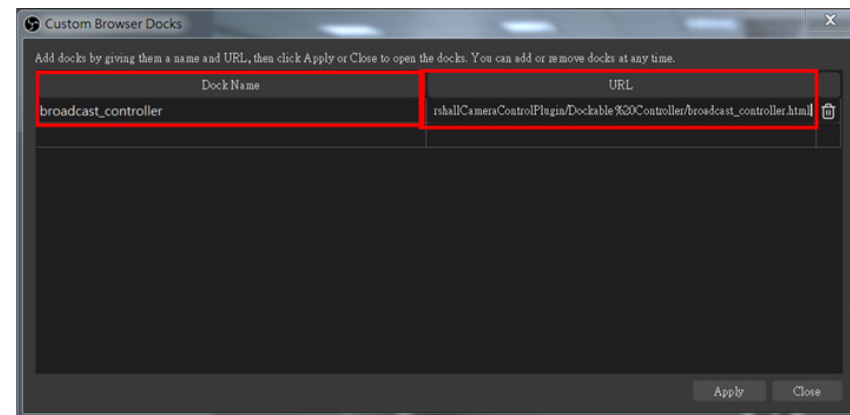 Custom Browser Docks
Add docks by giving them a name and URL, then click Apply or Close to open the docks. You can add or remove docks at any time.
Dock Name URL
broadcast_controller rshallCameraControlPlugin/Dockable%20Controller/broadcast_controller.html
Apply Close